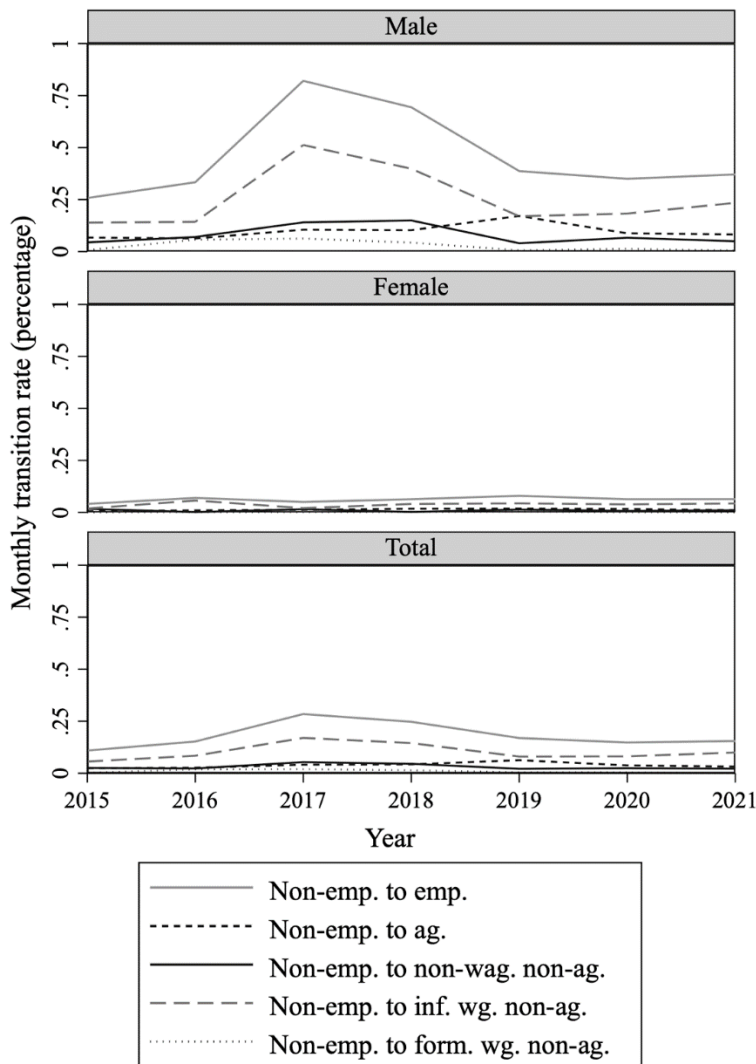 Male
1
.75
.5
.25
0
Female
1
.75
.5
.25
0
Total
1
.75
.5
.25
0
Monthly transition rate (percentage)
2015 2016 2017 2018 2019 2020 2021
Year
Non-emp. to emp.
Non-emp. to ag.
Non-emp. to non-wag. non-ag.
Non-emp. to inf. wg. non-ag.
Non-emp. to form. wg. non-ag.